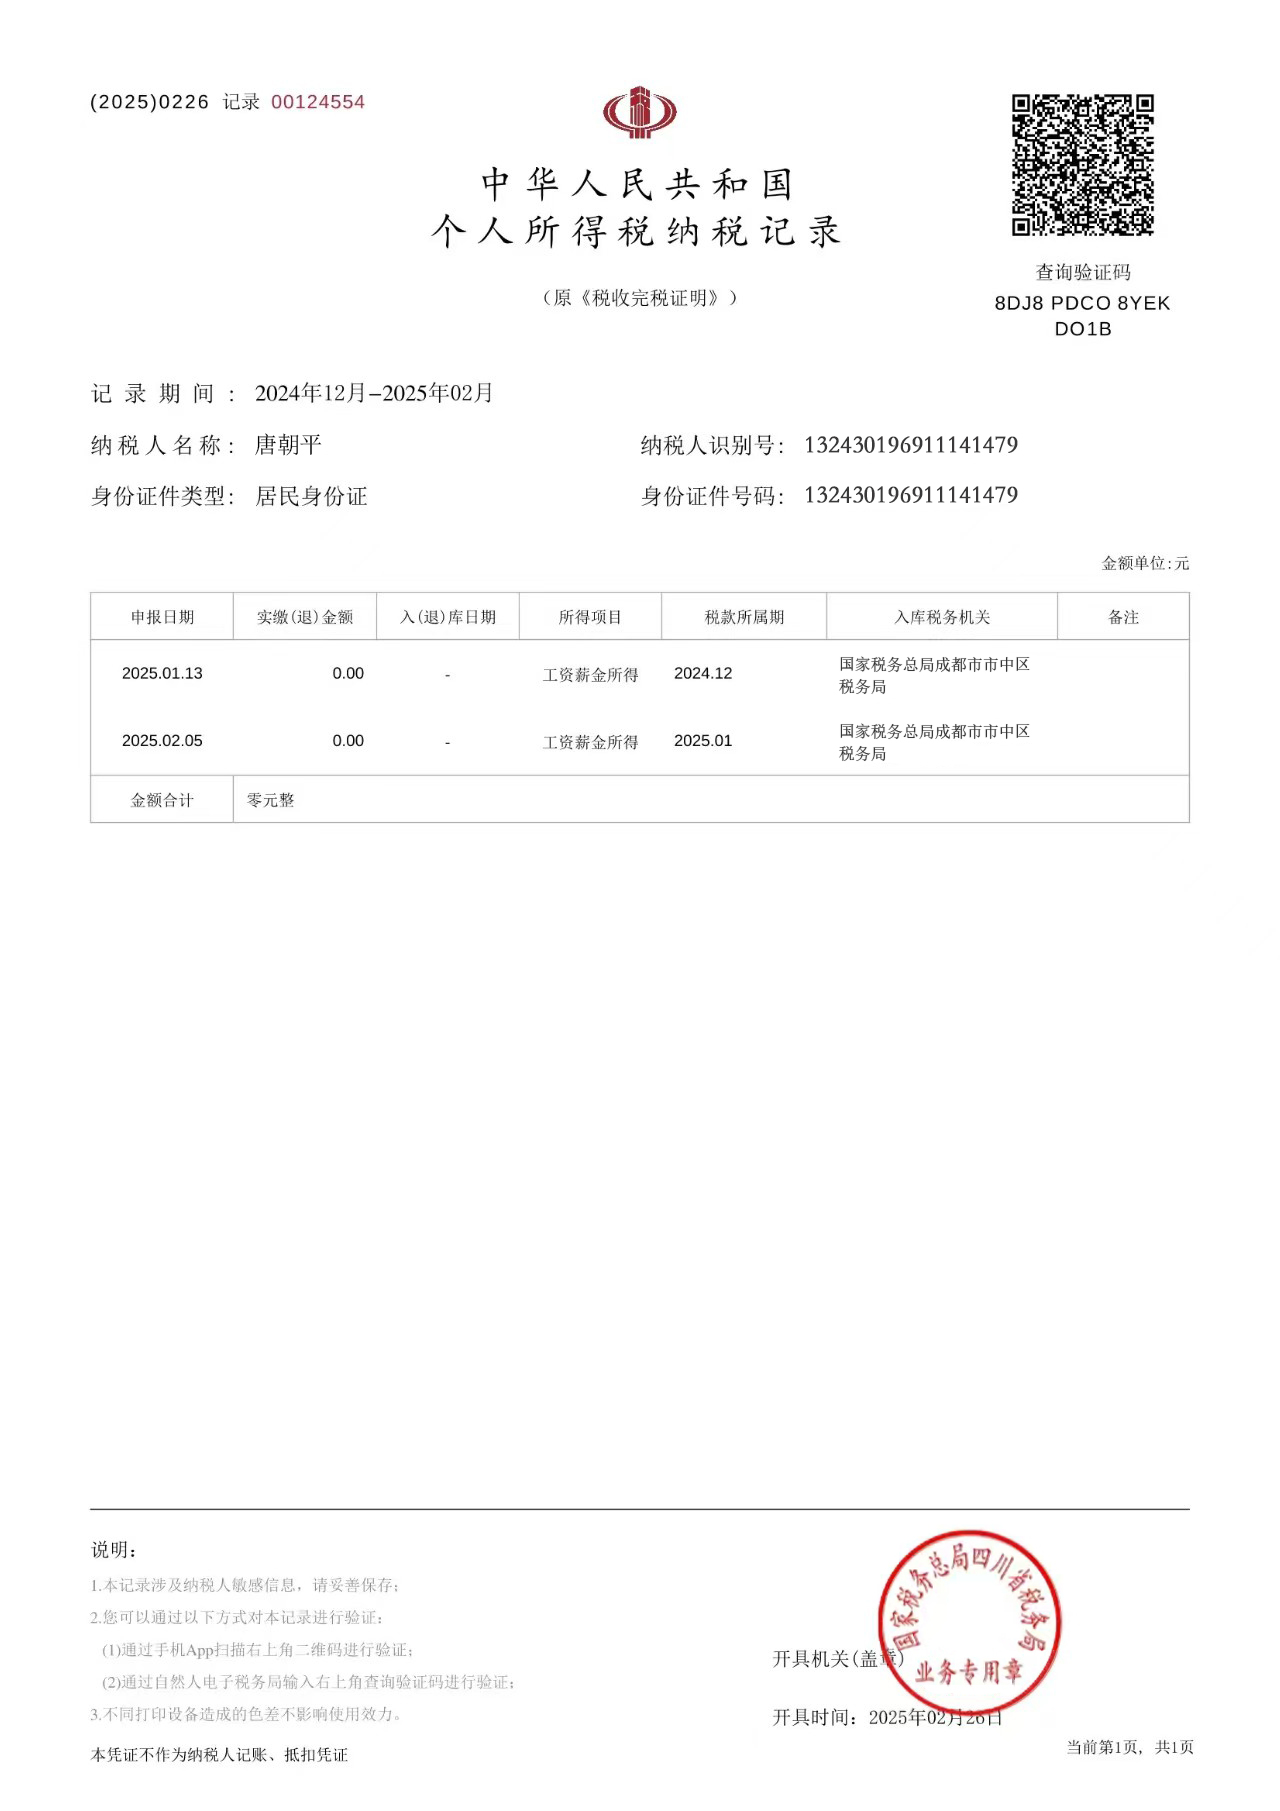 (2025)0226 记录 00124554
中华人民共和国
个人所得税纳税记录
（原《税收完税证明》）
查询验证码
8DJ8 PDCO 8YEK
DO1B
记录期间: 2024年12月-2025年02月
纳税人名称: 唐朝平 纳税人识别号: 132430196911141479
身份证件类型: 居民身份证 身份证件号码: 132430196911141479
金额单位:元
申报日期 实缴(退)金额 入(退)库日期 所得项目 税款所属期 入库税务机关 备注
2025.01.13 0.00 - 工资薪金所得 2024.12 国家税务总局成都市市中区
税务局
2025.02.05 0.00 - 工资薪金所得 2025.01 国家税务总局成都市市中区
税务局
金额合计 零元整
说明:
1.本记录涉及纳税人敏感信息，请妥善保存;
2.您可以通过以下方式对本记录进行验证:
(1)通过手机App扫描右上角二维码进行验证;
(2)通过自然人电子税务局输入右上角查询验证码进行验证;
3.不同打印设备造成的色差不影响使用效力。
本凭证不作为纳税人记账、抵扣凭证
国家税务总局四川省税务局
业务专用章
开具机关(盖章)
开具时间: 2025年02月26日
当前第1页, 共1页